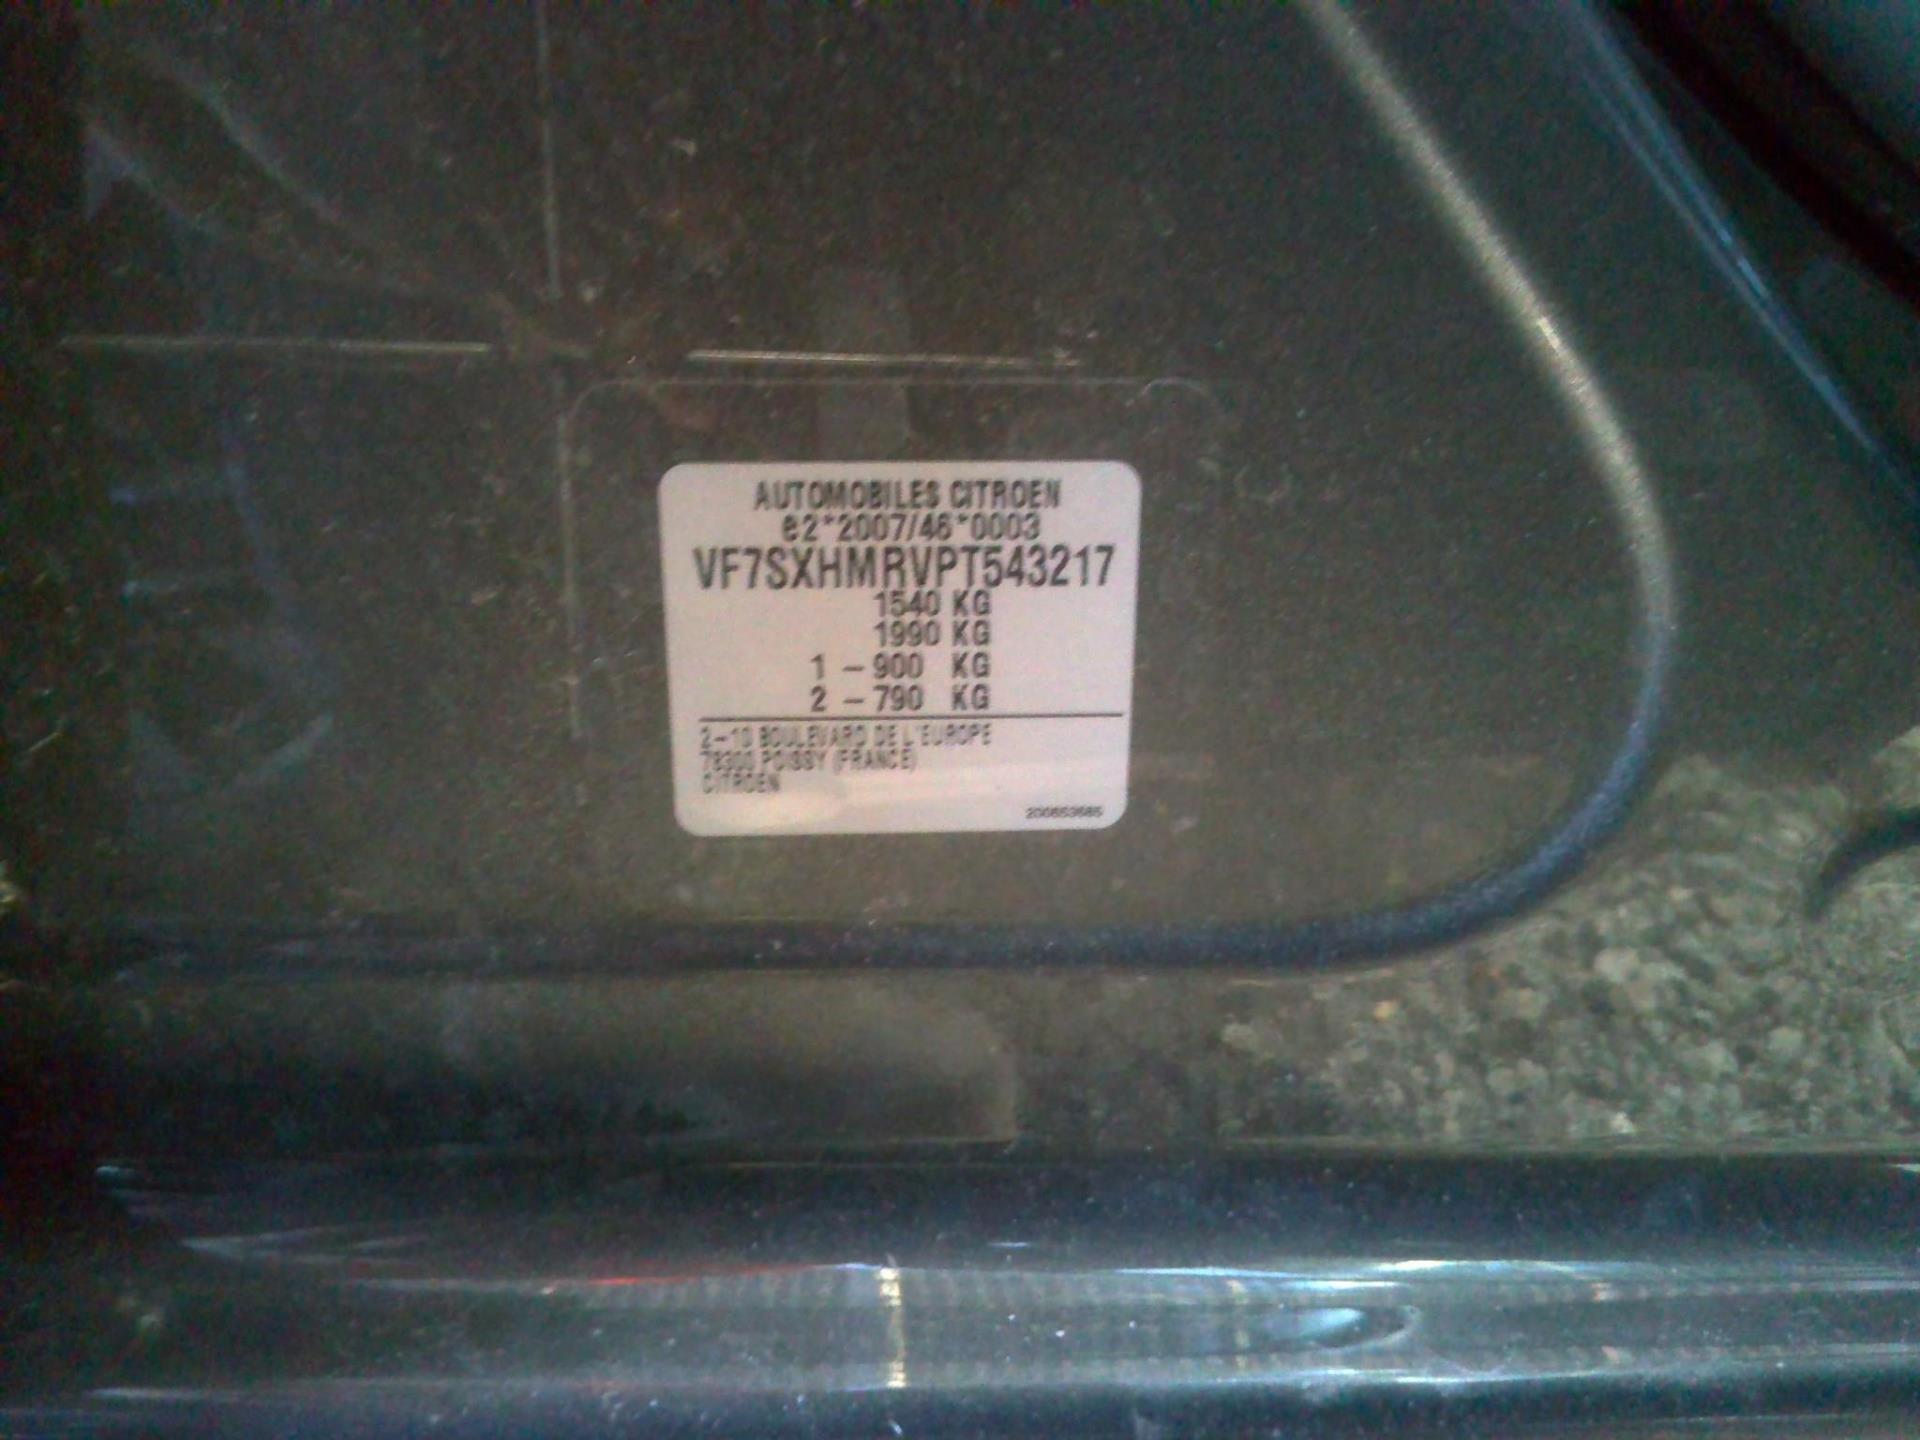 AUTOMOBILES CITROEN
e2*2007/46*0003
VF7SXHMRVPT543217
1540 KG
1990 KG
1 – 900 KG
2 – 790 KG
2–10 BOULEVARD DE L'EUROPE
78300 POISSY (FRANCE)
CITROEN
200653685